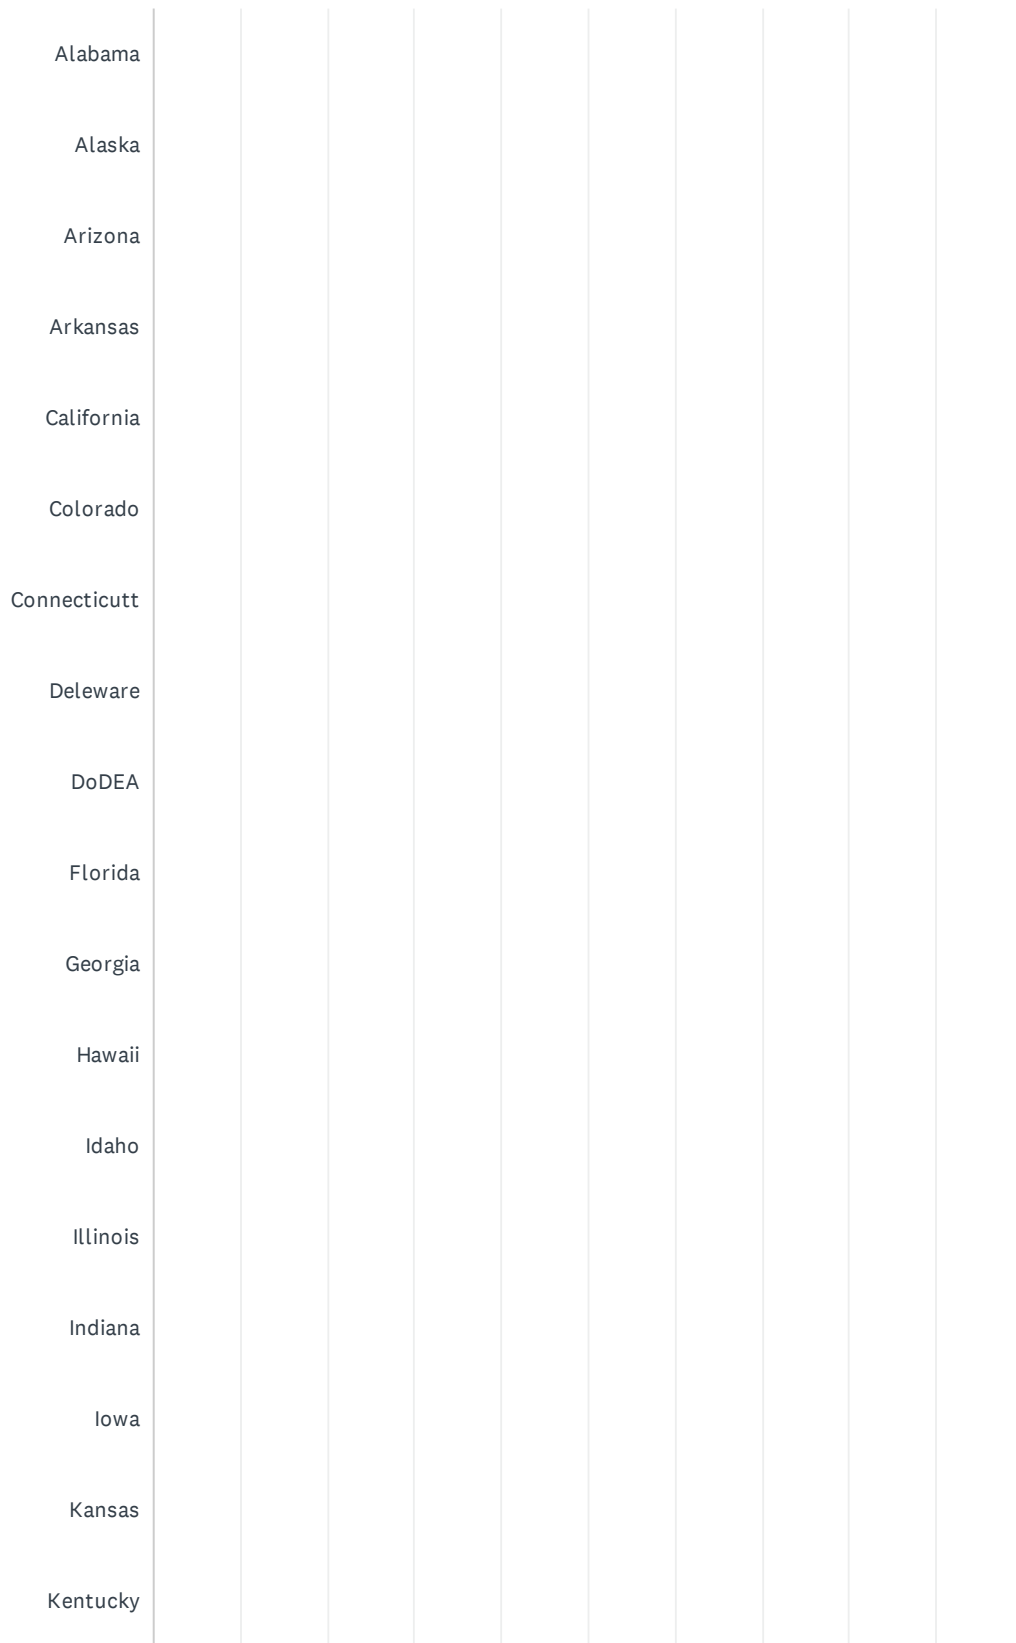 Alabama
Alaska
Arizona
Arkansas
California
Colorado
Connecticutt
Deleware
DoDEA
Florida
Georgia
Hawaii
Idaho
Illinois
Indiana
Iowa
Kansas
Kentucky